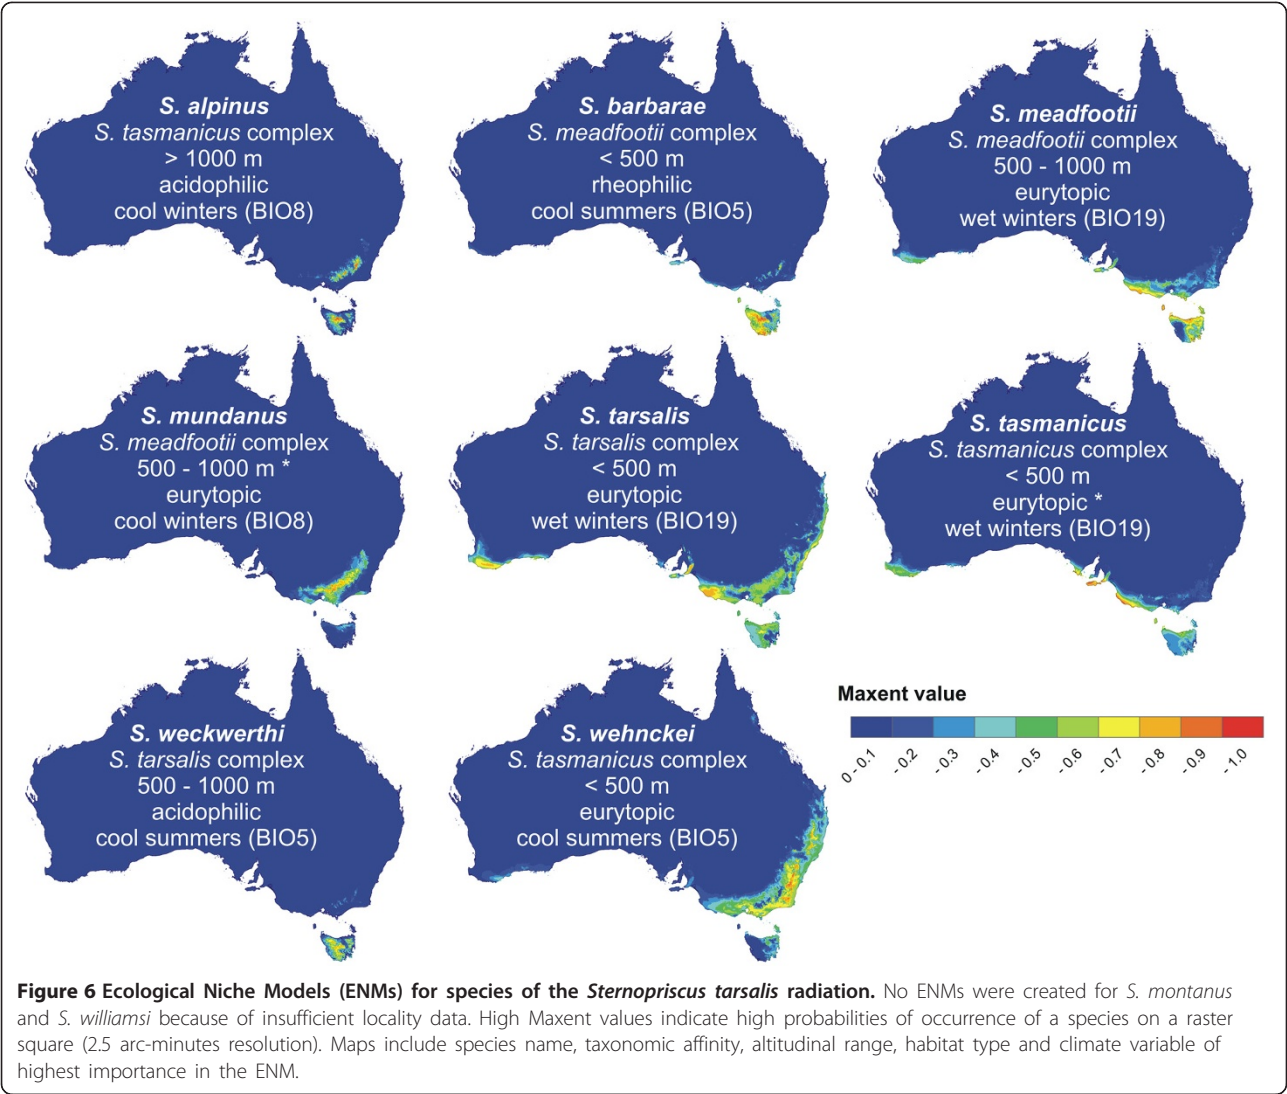 S. alpinus
S. tasmanicus complex
> 1000 m
acidophilic
cool winters (BIO8)
S. barbarae
S. meadfootii complex
< 500 m
rheophilic
cool summers (BIO5)
S. meadfootii
S. meadfootii complex
500 - 1000 m
eurytopic
wet winters (BIO19)
S. mundanus
S. meadfootii complex
500 - 1000 m *
eurytopic
cool winters (BIO8)
S. tarsalis
S. tarsalis complex
< 500 m
eurytopic
wet winters (BIO19)
S. tasmanicus
S. tasmanicus complex
< 500 m
eurytopic *
wet winters (BIO19)
S. weckwerthi
S. tarsalis complex
500 - 1000 m
acidophilic
cool summers (BIO5)
S. wehnckei
S. tasmanicus complex
< 500 m
eurytopic
cool summers (BIO5)
Maxent value
0 - 0.1
- 0.2
- 0.3
- 0.4
- 0.5
- 0.6
- 0.7
- 0.8
- 0.9
- 1.0
Figure 6 Ecological Niche Models (ENMs) for species of the Sternopriscus tarsalis radiation. No ENMs were created for S. montanus
and S. williamsi because of insufficient locality data. High Maxent values indicate high probabilities of occurrence of a species on a raster
square (2.5 arc-minutes resolution). Maps include species name, taxonomic affinity, altitudinal range, habitat type and climate variable of
highest importance in the ENM.